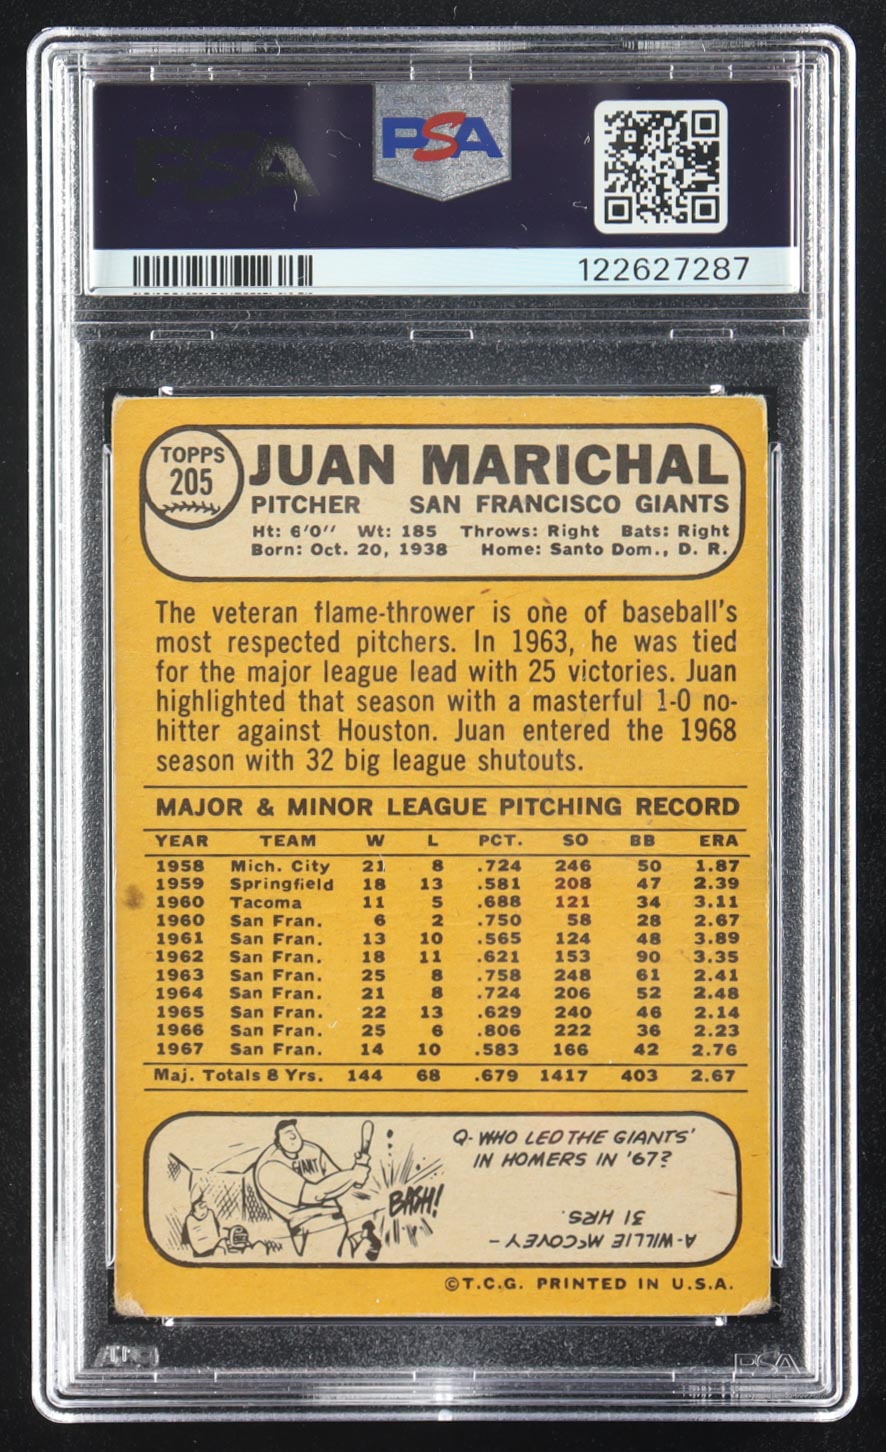 PSA
PSA
122627287
TOPPS
205
JUAN MARICHAL
PITCHER SAN FRANCISCO GIANTS
Ht: 6'0" Wt: 185 Throws: Right Bats: Right
Born: Oct. 20, 1938 Home: Santo Dom., D. R.
The veteran flame-thrower is one of baseball's
most respected pitchers. In 1963, he was tied
for the major league lead with 25 victories. Juan
highlighted that season with a masterful 1-0 no-
hitter against Houston. Juan entered the 1968
season with 32 big league shutouts.
MAJOR & MINOR LEAGUE PITCHING RECORD
YEAR TEAM W L PCT. SO BB ERA
1958 Mich. City 21 8 .724 246 50 1.87
1959 Springfield 18 13 .581 208 47 2.39
1960 Tacoma 11 5 .688 121 34 3.11
1960 San Fran. 6 2 .750 58 28 2.67
1961 San Fran. 13 10 .565 124 48 3.89
1962 San Fran. 18 11 .621 153 90 3.35
1963 San Fran. 25 8 .758 248 61 2.41
1964 San Fran. 21 8 .724 206 52 2.48
1965 San Fran. 22 13 .629 240 46 2.14
1966 San Fran. 25 6 .806 222 36 2.23
1967 San Fran. 14 10 .583 166 42 2.76
Maj. Totals 8 Yrs. 144 68 .679 1417 403 2.67
GIANT
BASH!
Q- WHO LED THE GIANTS'
IN HOMERS IN '67?
A- WILLIE McCOVEY –
31 HRS.
©T.C.G. PRINTED IN U.S.A.
PSA